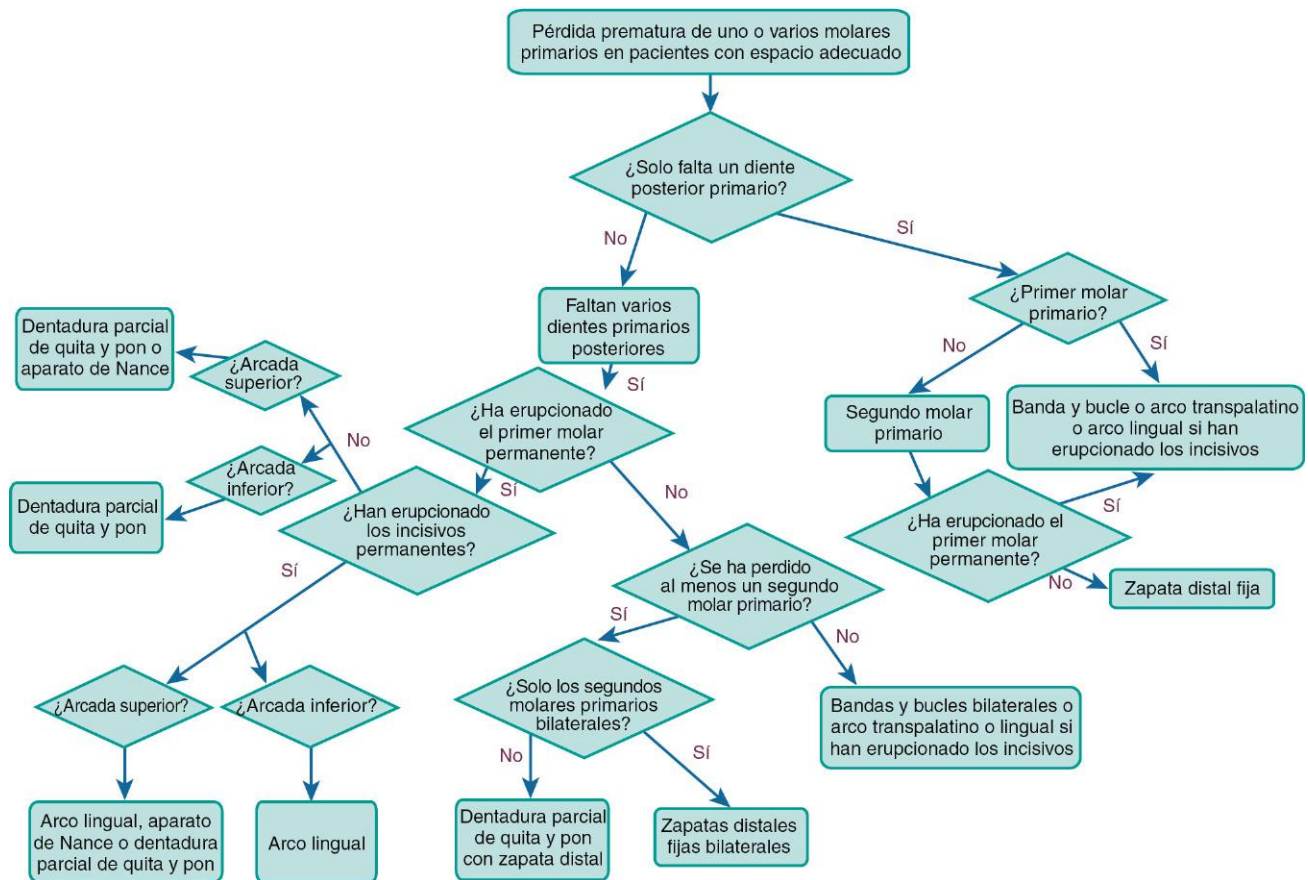 Pérdida prematura de uno o varios molares
primarios en pacientes con espacio adecuado
¿Solo falta un diente
posterior primario?
No
Sí
Faltan varios
dientes primarios
posteriores
¿Primer molar
primario?
Sí
No
Sí
Dentadura parcial
de quita y pon o
aparato de Nance
¿Arcada
superior?
¿Ha erupcionado
el primer molar
permanente?
Segundo molar
primario
Banda y bucle o arco transpalatino
o arco lingual si han
erupcionado los incisivos
No
¿Arcada
inferior?
Dentadura parcial
de quita y pon
Sí
No
¿Han erupcionado
los incisivos
permanentes?
¿Ha erupcionado el
primer molar
permanente?
Sí
No
Zapata distal fija
Sí
¿Se ha perdido
al menos un segundo
molar primario?
Sí
No
¿Arcada superior?
¿Arcada inferior?
¿Solo los segundos
molares primarios
bilaterales?
Bandas y bucles bilaterales o
arco transpalatino o lingual si
han erupcionado los incisivos
No
Sí
Arco lingual, aparato
de Nance o dentadura
parcial de quita y pon
Arco lingual
Dentadura parcial
de quita y pon
con zapata distal
Zapatas distales
fijas bilaterales